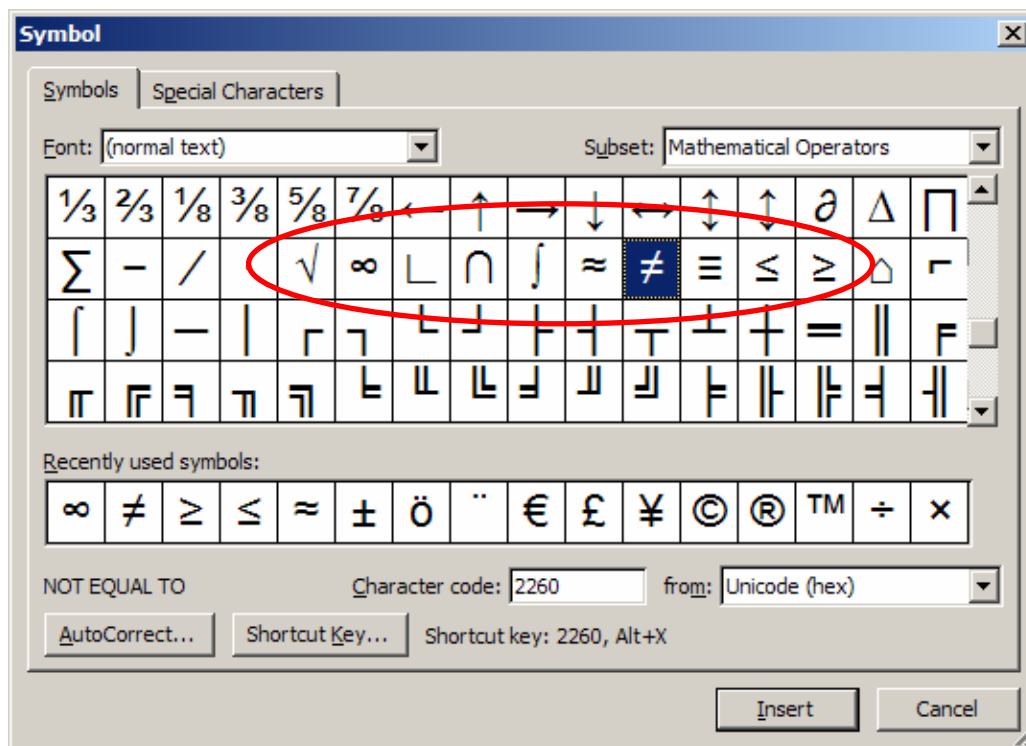 Symbol
Symbols Special Characters
Font: (normal text) Subset: Mathematical Operators
⅓ ⅔ ⅛ ⅜ ⅝ ⅞ ← ↑ → ↓ ↔ ↕ ↨ ∂ ∆ ∏
∑ − ∕ ∙ √ ∞ ∟ ∩ ∫ ≈ ≠ ≡ ≤ ≥ ⌂ ⌐
⌠ ⌡ ─ │ ┌ ┐ └ ┘ ├ ┤ ┬ ┴ ┼ ═ ║ ╒
╓ ╔ ╕ ╖ ╗ ╘ ╙ ╚ ╛ ╜ ╝ ╞ ╟ ╠ ╡ ╢
Recently used symbols:
∞ ≠ ≥ ≤ ≈ ± ö ¨ € £ ¥ © ® ™ ÷ ×
NOT EQUAL TO Character code: 2260 from: Unicode (hex)
AutoCorrect... Shortcut Key... Shortcut key: 2260, Alt+X
Insert Cancel